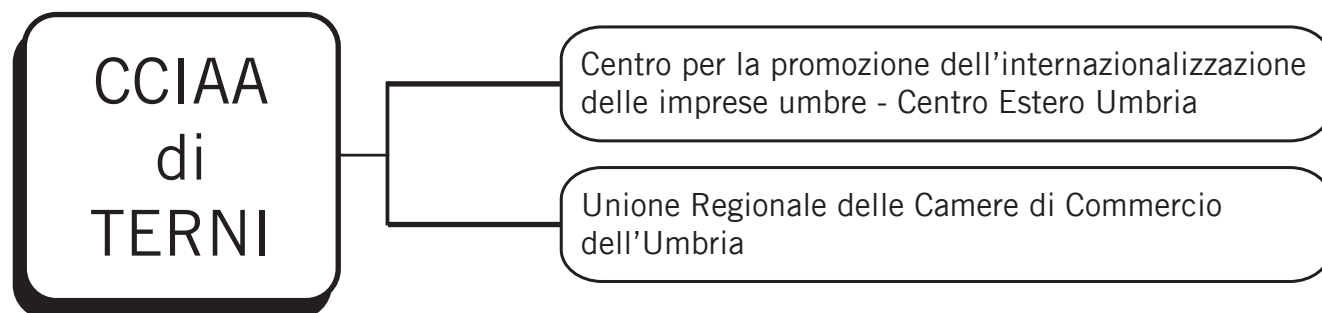 CCIAA
di
TERNI
Centro per la promozione dell’internazionalizzazione
delle imprese umbre - Centro Estero Umbria
Unione Regionale delle Camere di Commercio
dell’Umbria